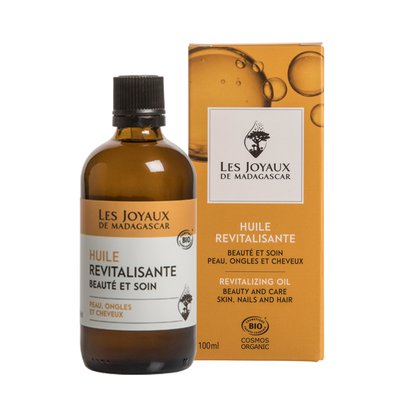 LES JOYAUX
DE MADAGASCAR
BIO
HUILE
REVITALISANTE
BEAUTÉ ET SOIN
PEAU, ONGLES
ET CHEVEUX
LES JOYAUX
DE MADAGASCAR
HUILE
REVITALISANTE
BEAUTÉ ET SOIN
PEAU, ONGLES ET CHEVEUX
REVITALIZING OIL
BEAUTY AND CARE
SKIN, NAILS AND HAIR
BIO
COSMOS
ORGANIC
100ml